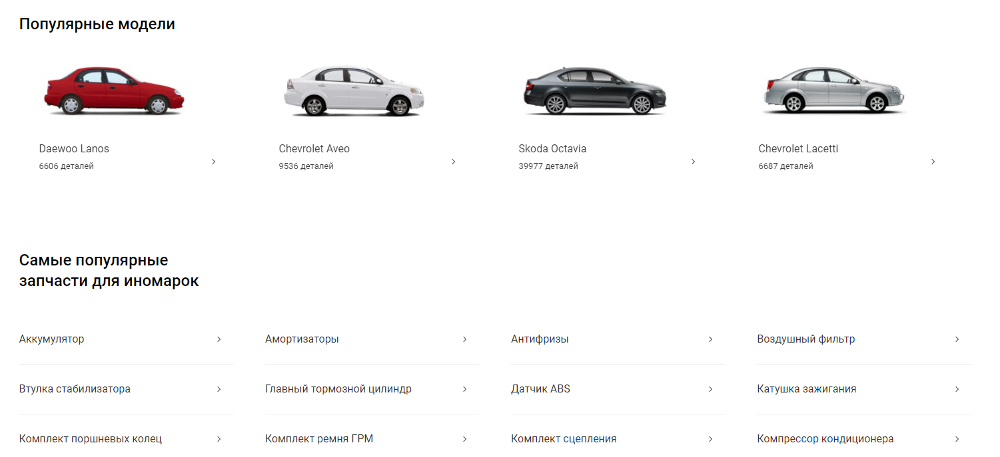 Популярные модели
Daewoo Lanos
6606 деталей
Chevrolet Aveo
9536 деталей
Skoda Octavia
39977 деталей
Chevrolet Lacetti
6687 деталей
Самые популярные
запчасти для иномарок
Аккумулятор
Амортизаторы
Антифризы
Воздушный фильтр
Втулка стабилизатора
Главный тормозной цилиндр
Датчик ABS
Катушка зажигания
Комплект поршневых колец
Комплект ремня ГРМ
Комплект сцепления
Компрессор кондиционера